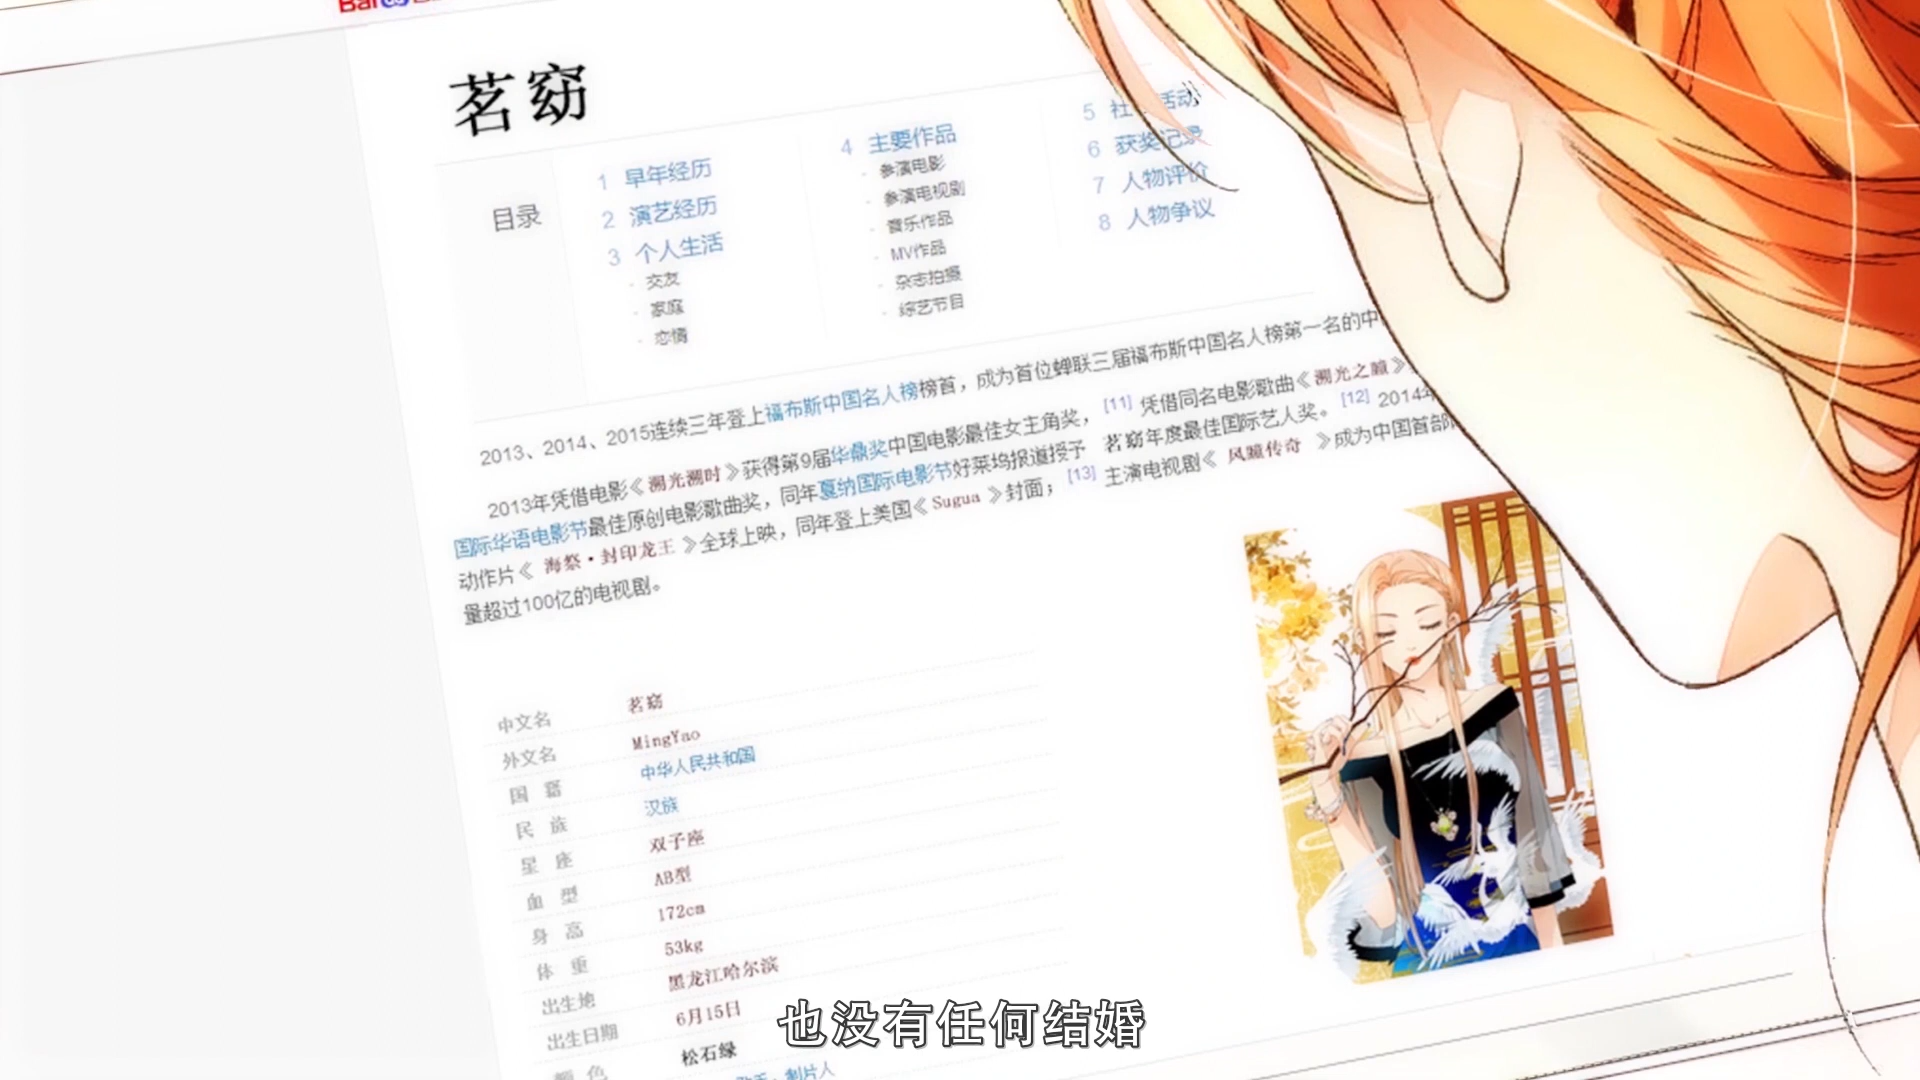 茗窈
目录
1 早年经历
2 演艺经历
3 个人生活
· 交友
· 家庭
· 恋情
4 主要作品
· 参演电影
· 参演电视剧
· 音乐作品
· MV作品
· 杂志拍摄
· 综艺节目
5 社 活动
6 获奖记录
7 人物评价
8 人物争议
2013、2014、2015连续三年登上福布斯中国名人榜榜首，成为首位蝉联三届福布斯中国名人榜第一名的中
2013年凭借电影《溯光溯时》获得第9届华鼎奖中国电影最佳女主角奖，[11] 凭借同名电影歌曲《溯光之瞳》
国际华语电影节最佳原创电影歌曲奖，同年戛纳国际电影节好莱坞报道授予 茗窈年度最佳国际艺人奖。[12] 2014年
动作片《海祭·封印龙王》全球上映，同年登上美国《Sugua》封面；[13] 主演电视剧《风瞳传奇》成为中国首部
量超过100亿的电视剧。
中文名 茗窈
外文名 MingYao
国籍 中华人民共和国
民族 汉族
星座 双子座
血型 AB型
身高 172cm
体重 53kg
出生地 黑龙江哈尔滨
出生日期 6月15日
颜色 松石绿
歌手、制片人
也没有任何结婚